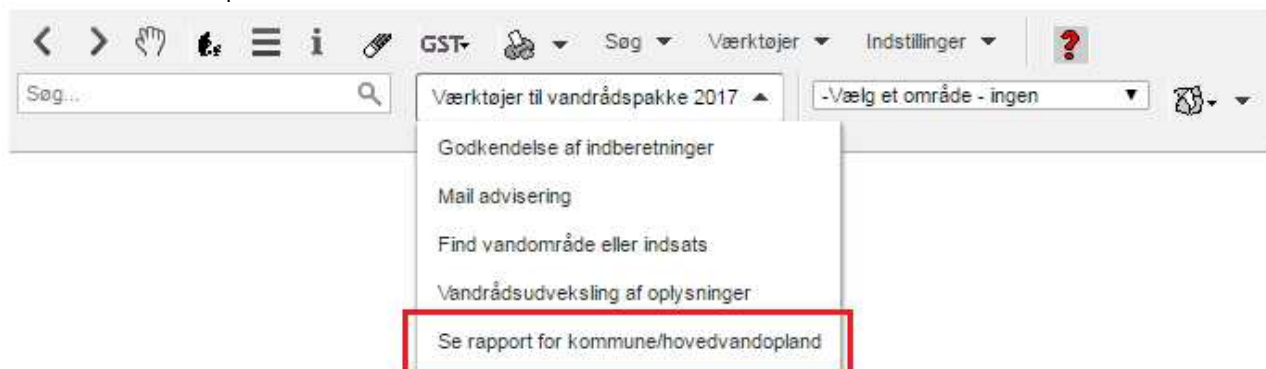 GST Søg Værktøjer Indstillinger ?
Søg... Værktøjer til vandrådspakke 2017 -Vælg et område - ingen
Godkendelse af indberetninger
Mail advisering
Find vandområde eller indsats
Vandrådsudveksling af oplysninger
Se rapport for kommune/hovedvandopland